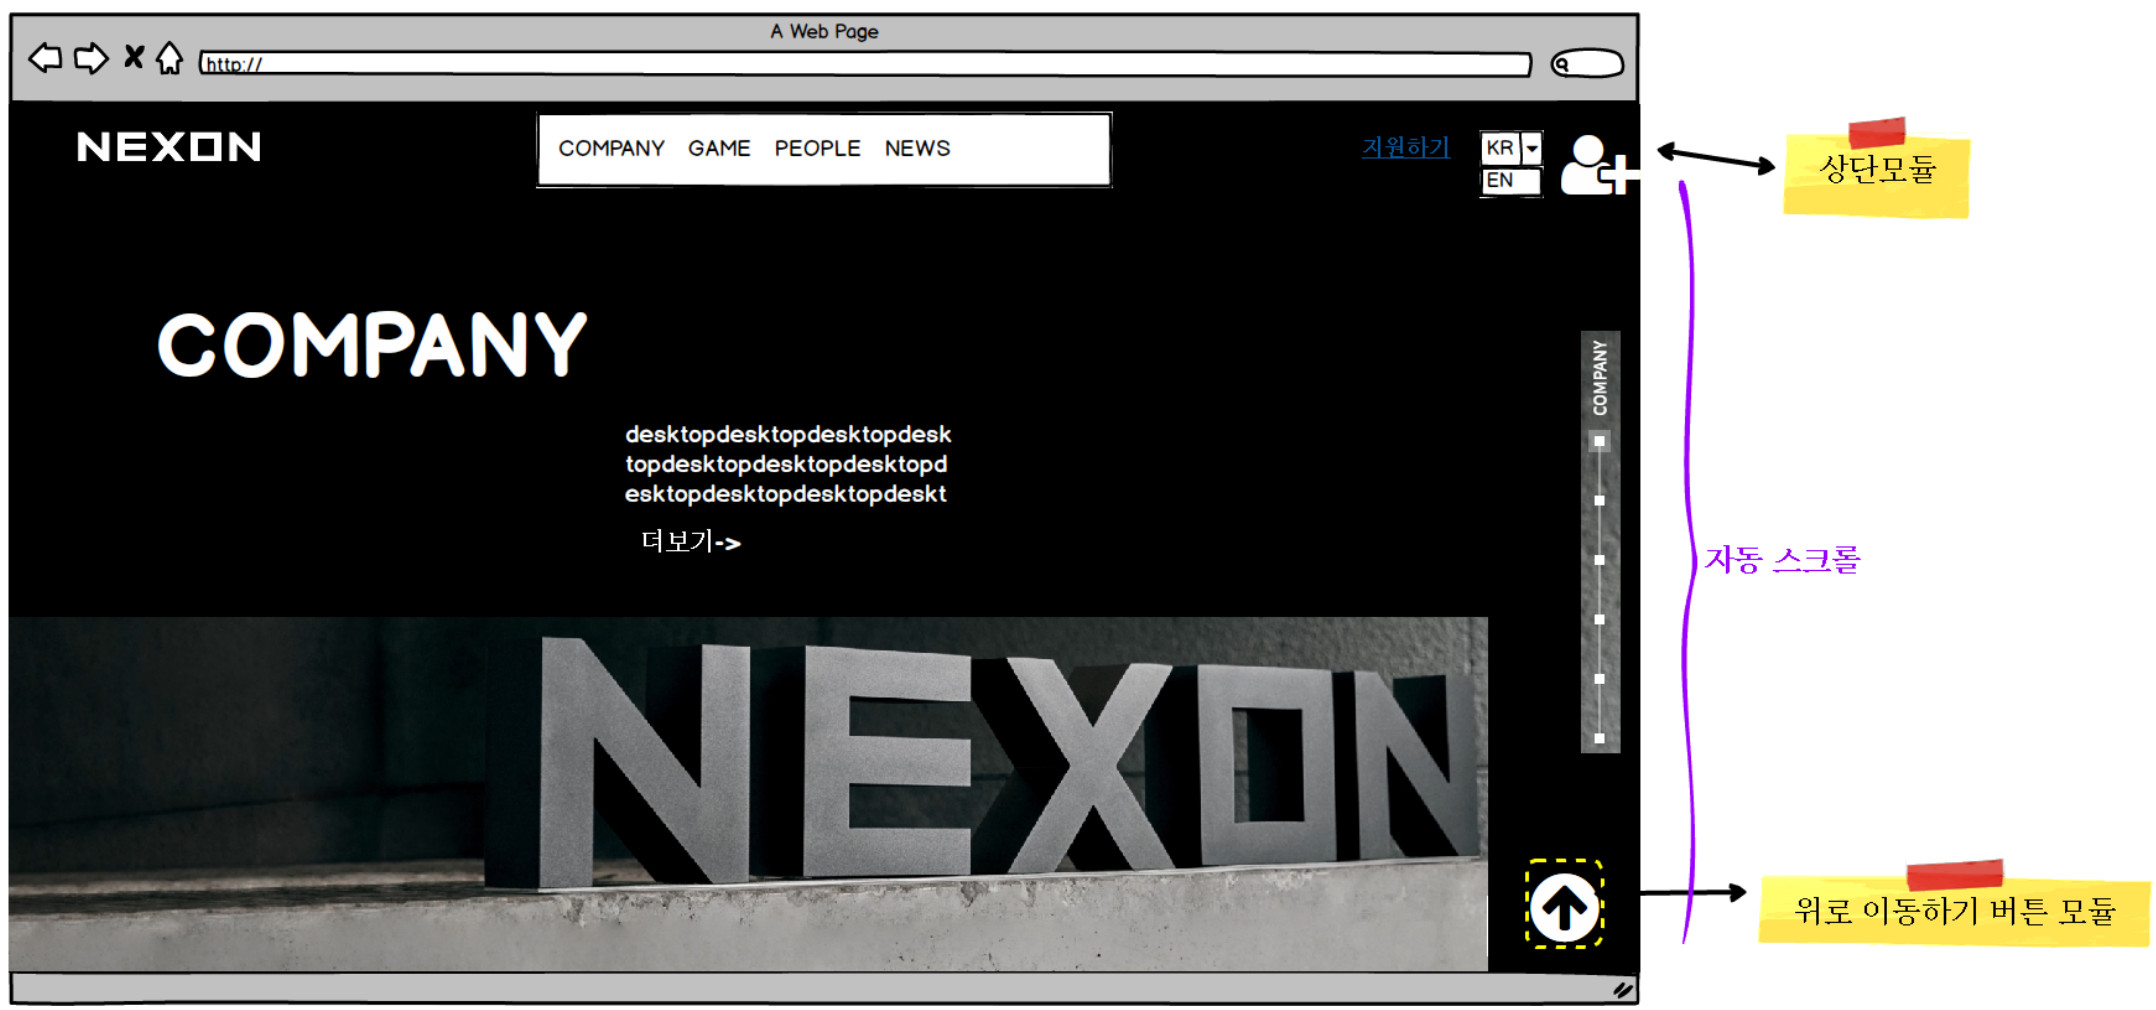 A Web Page
http://
NEXON
COMPANY GAME PEOPLE NEWS
지원하기
KR
EN
상단모듈
COMPANY
COMPANY
desktopdesktopdesktopdesk
topdesktopdesktopdesktopd
esktopdesktopdesktopdeskt
더보기->
자동 스크롤
NEXON
위로 이동하기 버튼 모듈